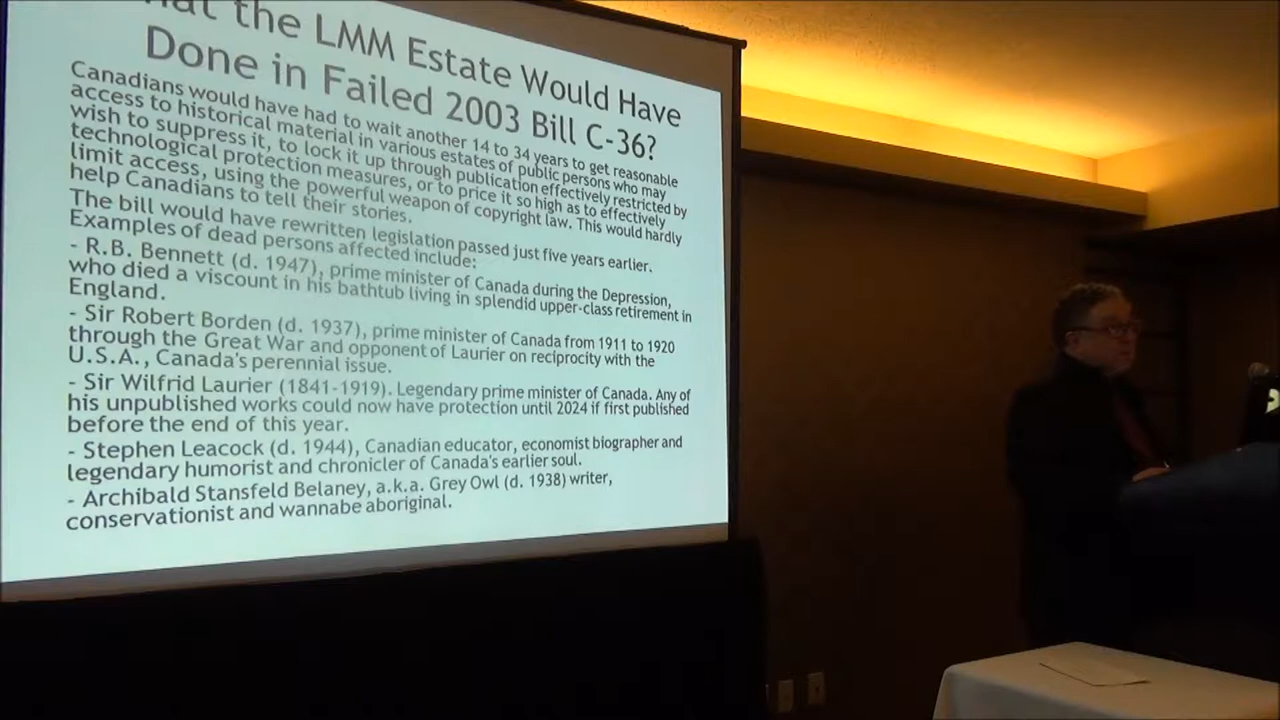 the LMM Estate Would Have
Done in Failed 2003 Bill C-36?
Canadians would have had to wait another 14 to 34 years to get reasonable
access to historical material in various estates of public persons who may
wish to suppress it, to lock it up through publication effectively restricted by
technological protection measures, or to price it so high as to effectively
limit access, using the powerful weapon of copyright law. This would hardly
help Canadians to tell their stories.
The bill would have rewritten legislation passed just five years earlier.
Examples of dead persons affected include:
- R.B. Bennett (d. 1947), prime minister of Canada during the Depression,
who died a viscount in his bathtub living in splendid upper-class retirement in
England.
- Sir Robert Borden (d. 1937), prime minister of Canada from 1911 to 1920
through the Great War and opponent of Laurier on reciprocity with the
U.S.A., Canada's perennial issue.
- Sir Wilfrid Laurier (1841-1919). Legendary prime minister of Canada. Any of
his unpublished works could now have protection until 2024 if first published
before the end of this year.
- Stephen Leacock (d. 1944), Canadian educator, economist biographer and
legendary humorist and chronicler of Canada's earlier soul.
- Archibald Stansfeld Belaney, a.k.a. Grey Owl (d. 1938) writer,
conservationist and wannabe aboriginal.